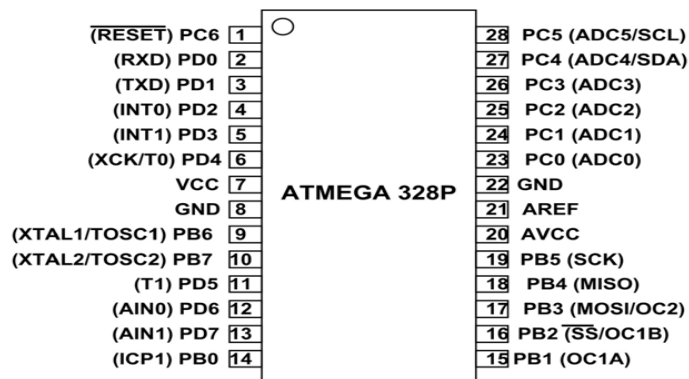 (RESET) PC6 1
(RXD) PD0 2
(TXD) PD1 3
(INT0) PD2 4
(INT1) PD3 5
(XCK/T0) PD4 6
VCC 7
GND 8
(XTAL1/TOSC1) PB6 9
(XTAL2/TOSC2) PB7 10
(T1) PD5 11
(AIN0) PD6 12
(AIN1) PD7 13
(ICP1) PB0 14
ATMEGA 328P
28 PC5 (ADC5/SCL)
27 PC4 (ADC4/SDA)
26 PC3 (ADC3)
25 PC2 (ADC2)
24 PC1 (ADC1)
23 PC0 (ADC0)
22 GND
21 AREF
20 AVCC
19 PB5 (SCK)
18 PB4 (MISO)
17 PB3 (MOSI/OC2)
16 PB2 (SS/OC1B)
15 PB1 (OC1A)